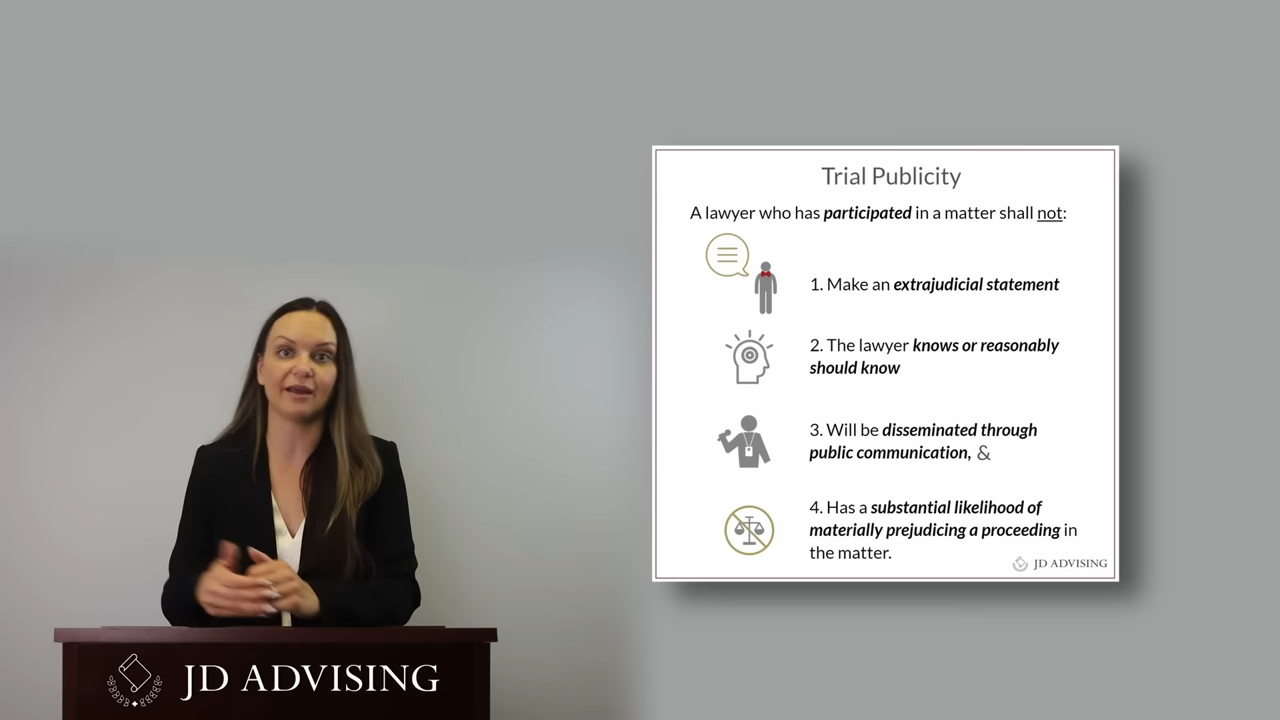 Trial Publicity
A lawyer who has participated in a matter shall not:
1. Make an extrajudicial statement
2. The lawyer knows or reasonably
should know
3. Will be disseminated through
public communication, &
4. Has a substantial likelihood of
materially prejudicing a proceeding in
the matter.
JD ADVISING
JD ADVISING